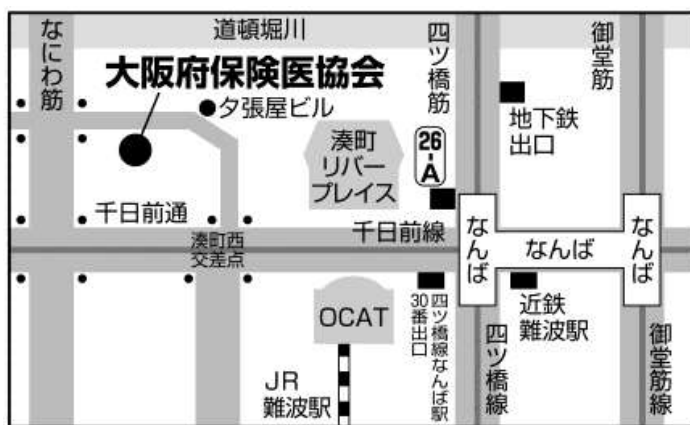 道頓堀川
なにわ筋
四ツ橋筋
御堂筋
大阪府保険医協会
夕張屋ビル
地下鉄
出口
湊町
リバー
プレイス
26-A
千日前通
千日前線
湊町西
交差点
なんば
なんば
なんば
OCAT
四ツ橋線なんば駅
30番出口
近鉄
難波駅
四ツ橋線
御堂筋線
JR
難波駅